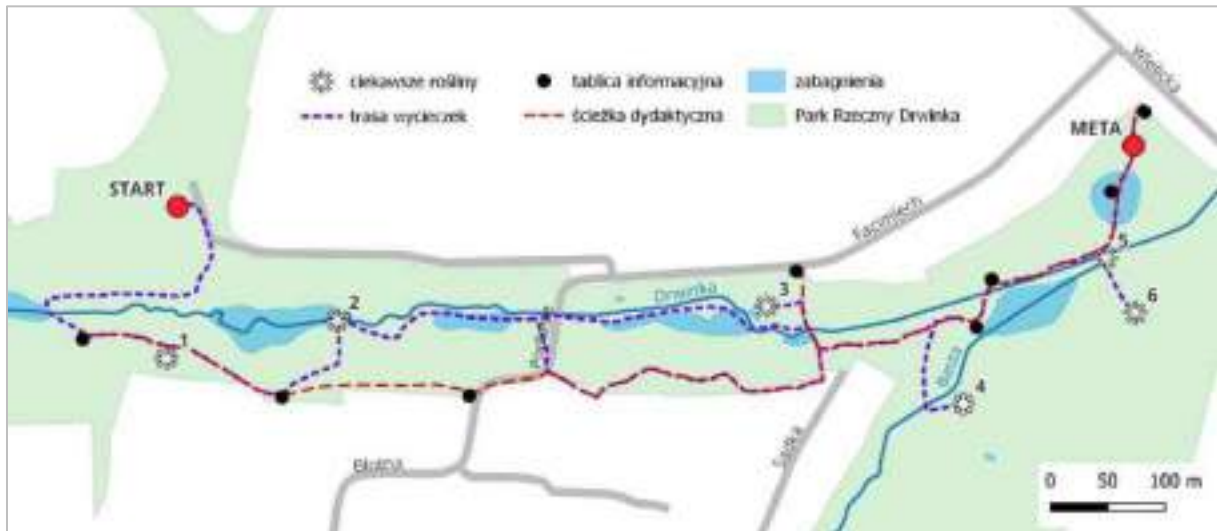 Wielicka
ciekawsze rośliny
tablica informacyjna
zabagnienia
trasa wycieczek
ścieżka dydaktyczna
Park Rzeczny Drwinka
META
START
Facimiech
5
3
Drwinka
6
2
1
4
Sadka
Błotna
0 50 100 m